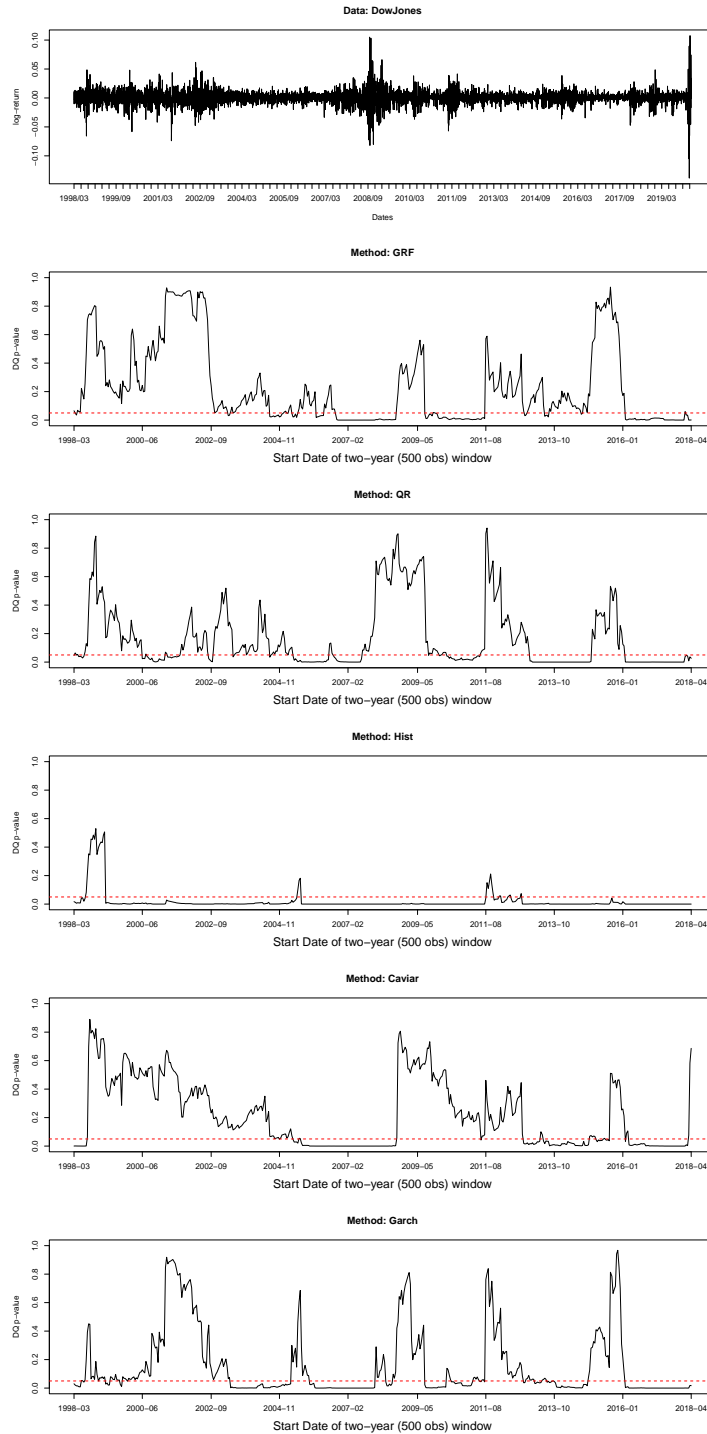 Data: DowJones
log−return
0.10
0.05
0.00
−0.05
−0.10
1998/03 1999/09 2001/03 2002/09 2004/03 2005/09 2007/03 2008/09 2010/03 2011/09 2013/03 2014/09 2016/03 2017/09 2019/03
Dates
Method: GRF
DQ p−value
1.0
0.8
0.6
0.4
0.2
0.0
1998−03 2000−06 2002−09 2004−11 2007−02 2009−05 2011−08 2013−10 2016−01 2018−04
Start Date of two−year (500 obs) window
Method: QR
DQ p−value
1.0
0.8
0.6
0.4
0.2
0.0
1998−03 2000−06 2002−09 2004−11 2007−02 2009−05 2011−08 2013−10 2016−01 2018−04
Start Date of two−year (500 obs) window
Method: Hist
DQ p−value
1.0
0.8
0.6
0.4
0.2
0.0
1998−03 2000−06 2002−09 2004−11 2007−02 2009−05 2011−08 2013−10 2016−01 2018−04
Start Date of two−year (500 obs) window
Method: Caviar
DQ p−value
1.0
0.8
0.6
0.4
0.2
0.0
1998−03 2000−06 2002−09 2004−11 2007−02 2009−05 2011−08 2013−10 2016−01 2018−04
Start Date of two−year (500 obs) window
Method: Garch
DQ p−value
1.0
0.8
0.6
0.4
0.2
0.0
1998−03 2000−06 2002−09 2004−11 2007−02 2009−05 2011−08 2013−10 2016−01 2018−04
Start Date of two−year (500 obs) window